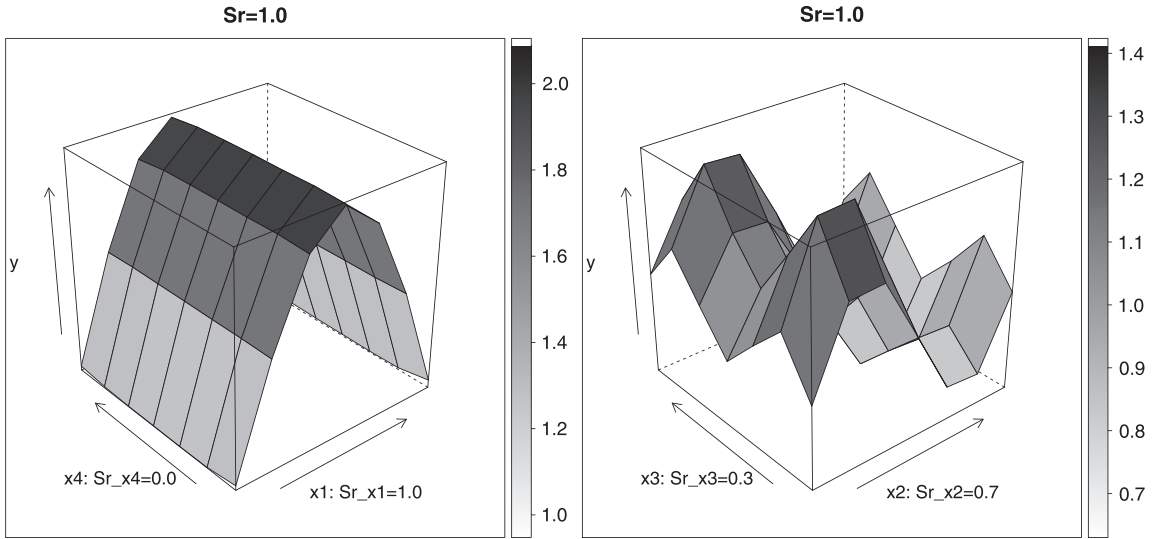 Sr=1.0
y
x4: Sr_x4=0.0
x1: Sr_x1=1.0
2.0
1.8
1.6
1.4
1.2
1.0
Sr=1.0
y
x3: Sr_x3=0.3
x2: Sr_x2=0.7
1.4
1.3
1.2
1.1
1.0
0.9
0.8
0.7